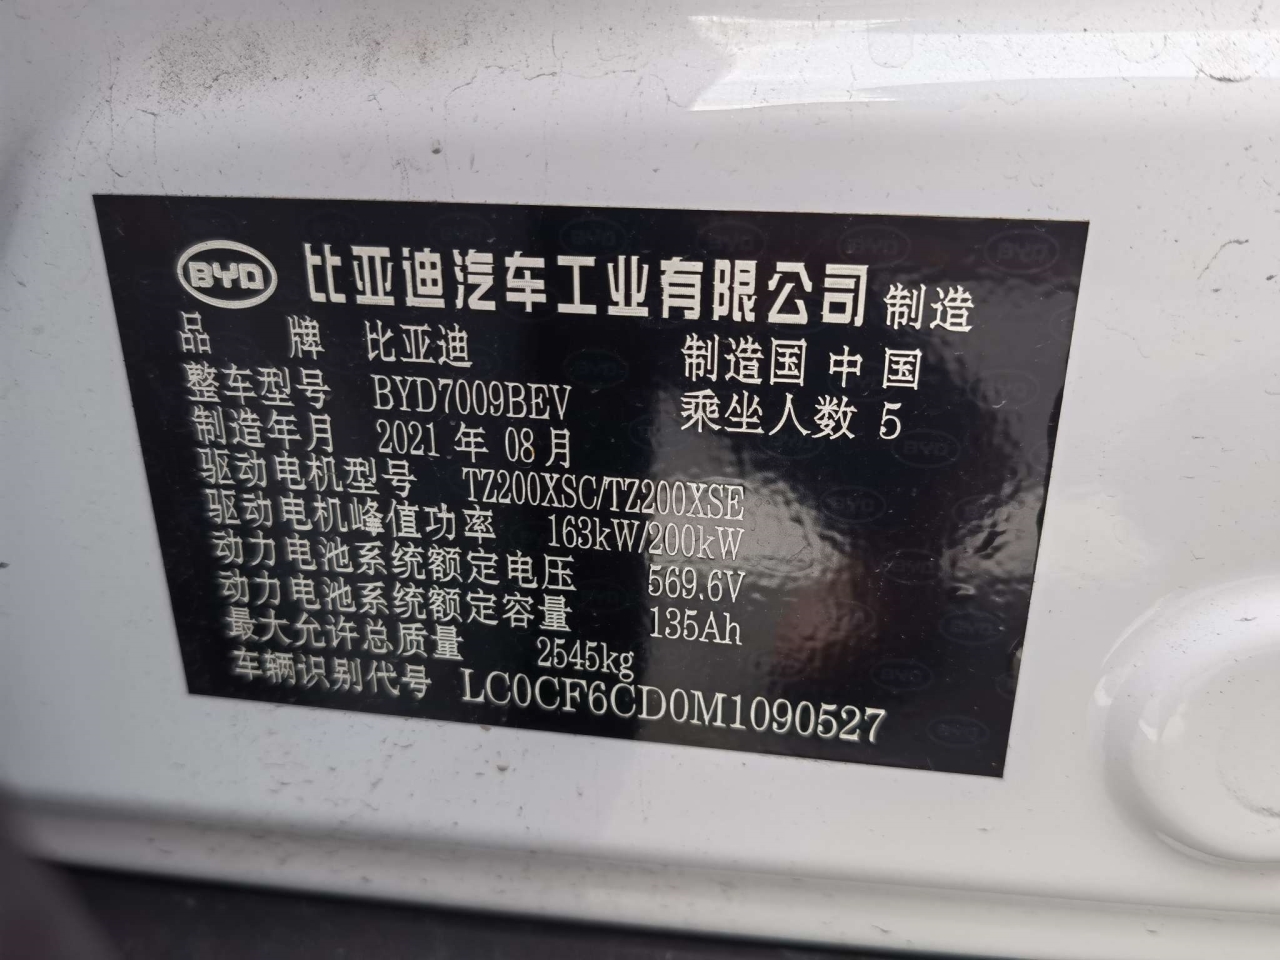 BYD 比亚迪汽车工业有限公司 制造
品牌 比亚迪 制造国 中国
整车型号 BYD7009BEV 乘坐人数 5
制造年月 2021 年 08 月
驱动电机型号 TZ200XSC/TZ200XSE
驱动电机峰值功率 163kW/200kW
动力电池系统额定电压 569.6V
动力电池系统额定容量 135Ah
最大允许总质量 2545kg
车辆识别代号 LC0CF6CD0M1090527